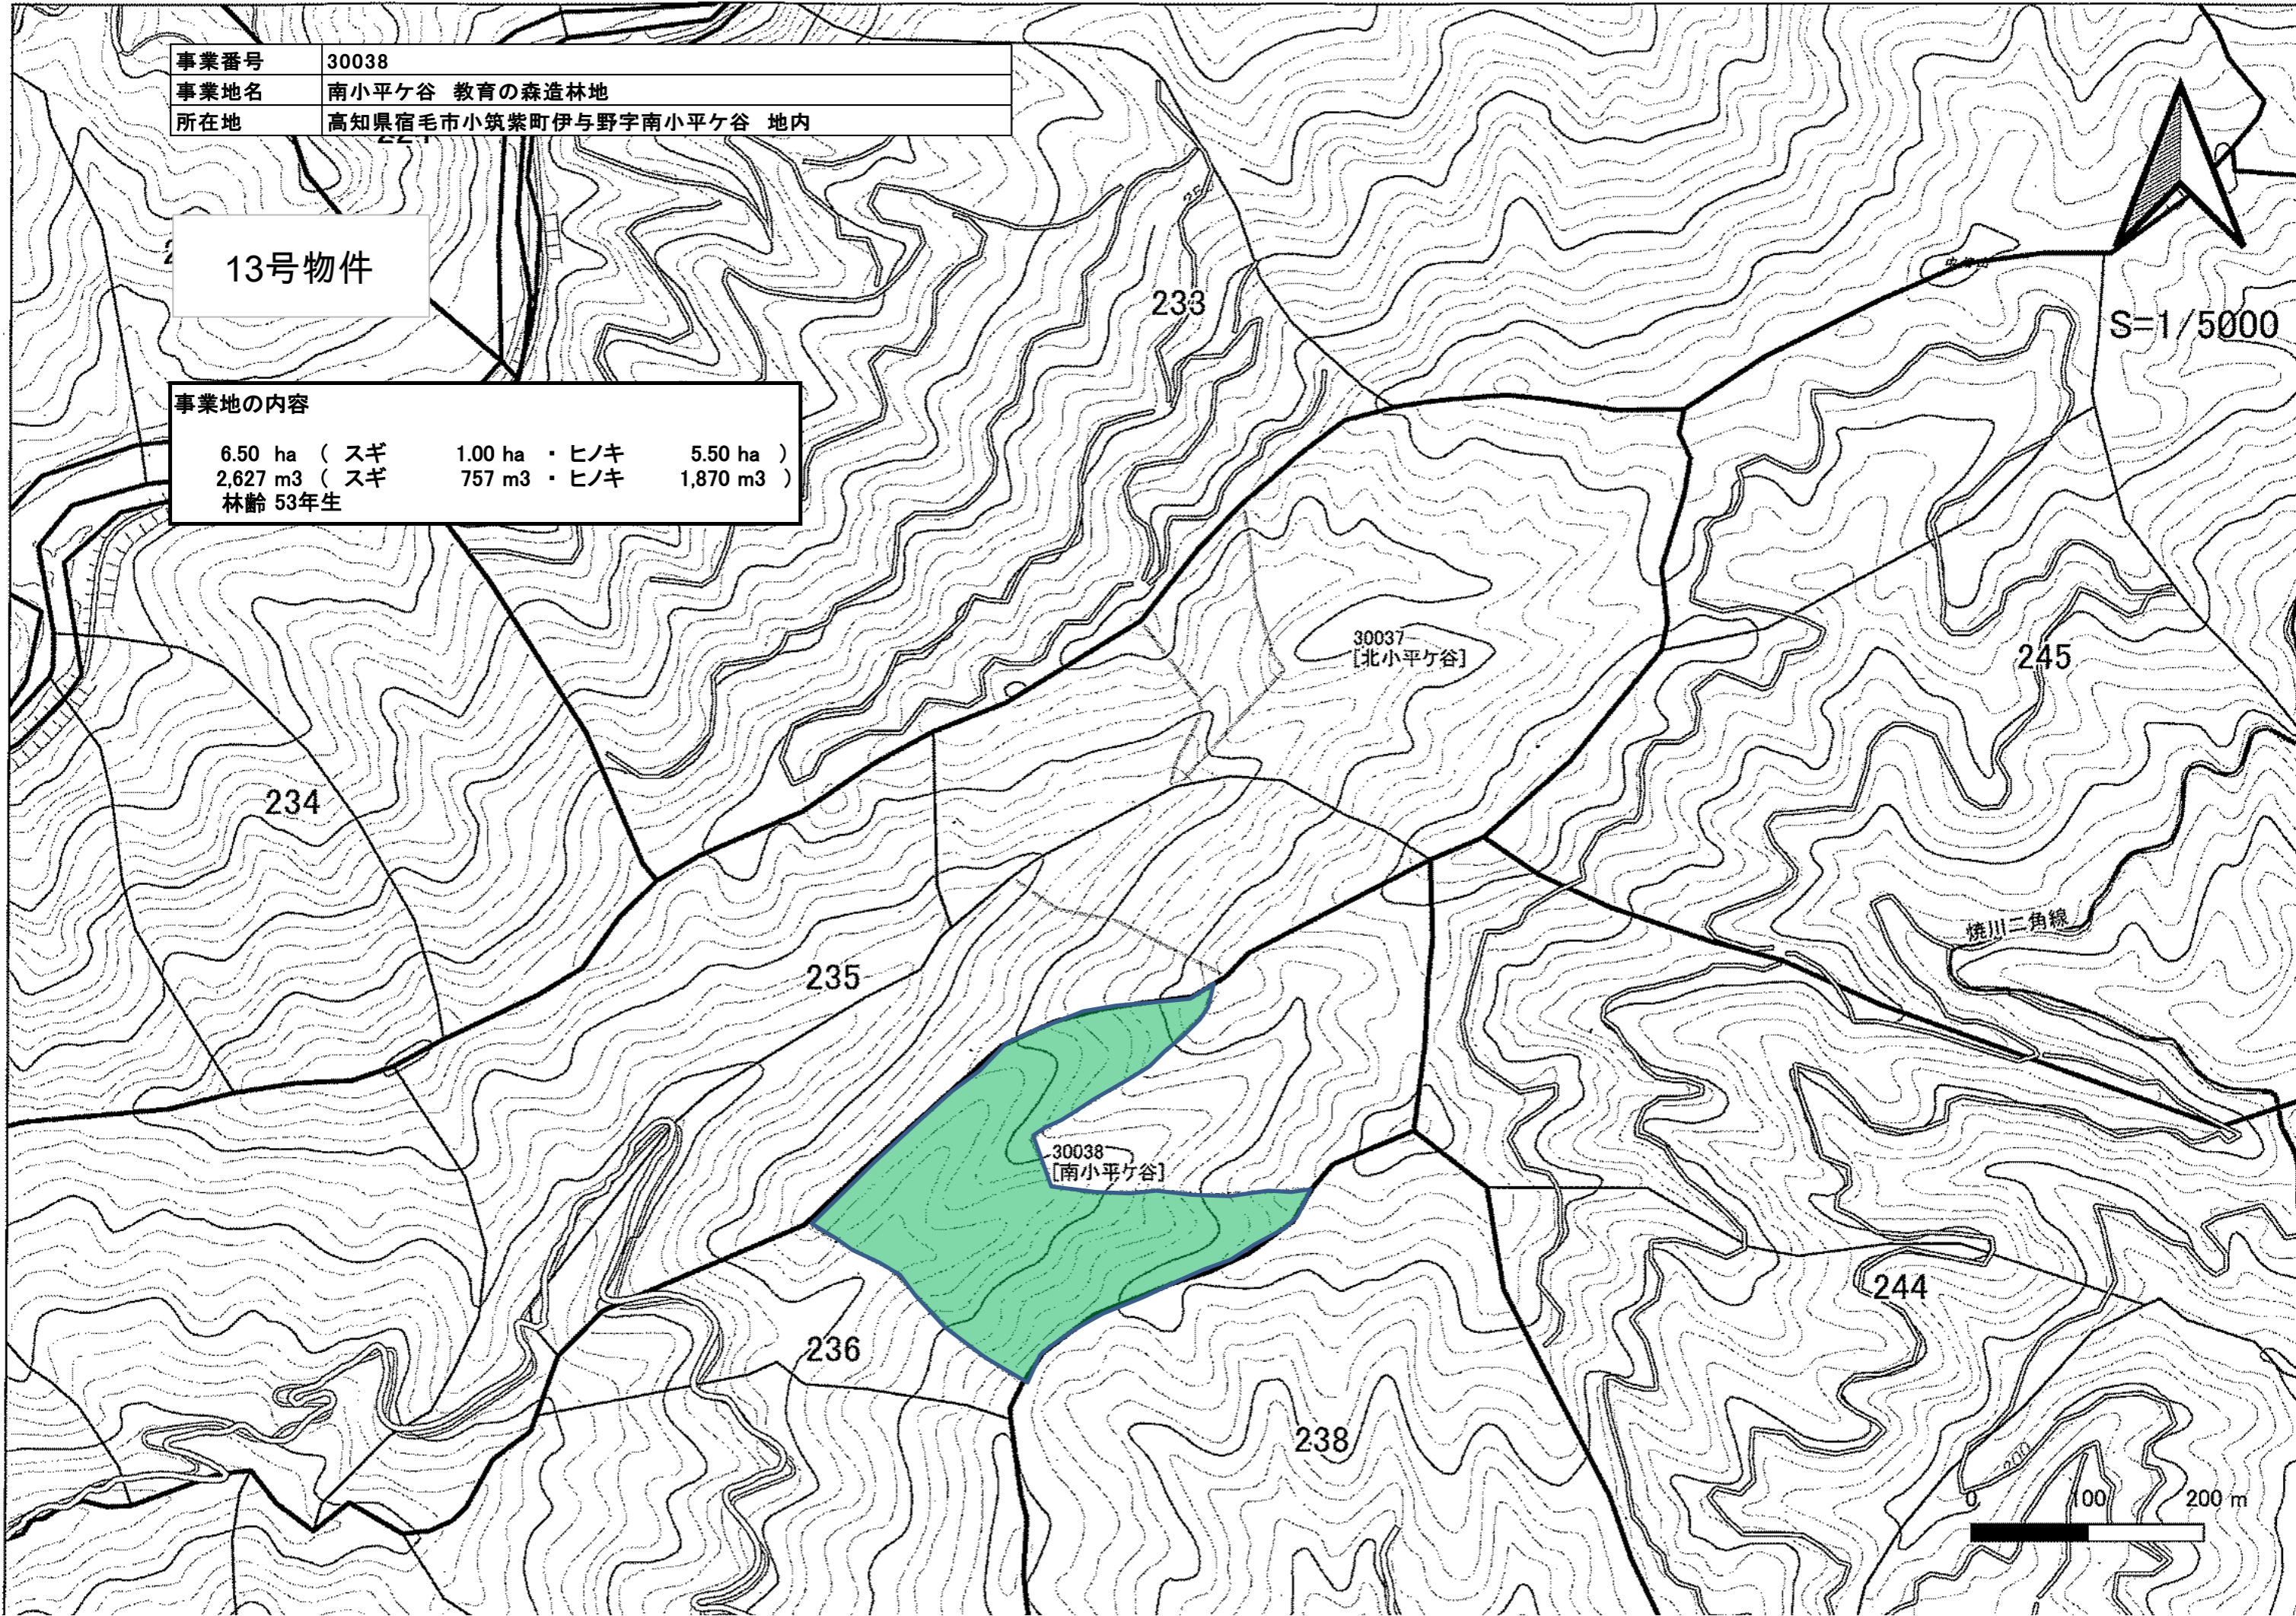 事業番号 30038
事業地名 南小平ケ谷 教育の森造林地
所在地 高知県宿毛市小筑紫町伊与野字南小平ケ谷 地内
13号物件
233
S=1/5000
事業地の内容
6.50 ha ( スギ 1.00 ha ・ ヒノキ 5.50 ha )
2,627 m3 ( スギ 757 m3 ・ ヒノキ 1,870 m3 )
林齢 53年生
30037
[北小平ケ谷]
245
234
焼川二角線
235
30038
[南小平ケ谷]
244
236
238
200
0 100 200 m